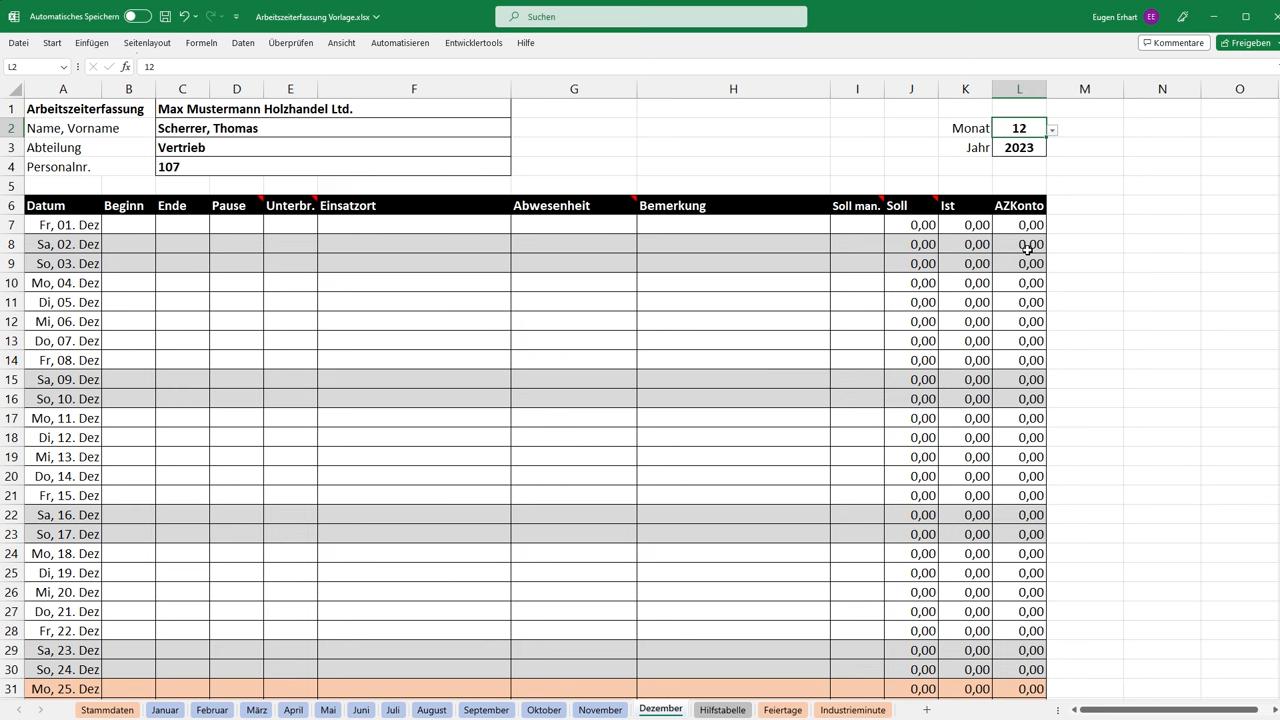 Automatisches Speichern Arbeitszeiterfassung Vorlage.xlsx Suchen Eugen Erhart EE
Datei Start Einfügen Seitenlayout Formeln Daten Überprüfen Ansicht Automatisieren Entwicklertools Hilfe Kommentare Freigeben
L2 fx 12
A B C D E F G H I J K L M N O
1 Arbeitszeiterfassung Max Mustermann Holzhandel Ltd.
2 Name, Vorname Scherrer, Thomas Monat 12
3 Abteilung Vertrieb Jahr 2023
4 Personalnr. 107
5
6 Datum Beginn Ende Pause Unterbr. Einsatzort Abwesenheit Bemerkung Soll man. Soll Ist AZKonto
7 Fr, 01. Dez 0,00 0,00 0,00
8 Sa, 02. Dez 0,00 0,00 0,00
9 So, 03. Dez 0,00 0,00 0,00
10 Mo, 04. Dez 0,00 0,00 0,00
11 Di, 05. Dez 0,00 0,00 0,00
12 Mi, 06. Dez 0,00 0,00 0,00
13 Do, 07. Dez 0,00 0,00 0,00
14 Fr, 08. Dez 0,00 0,00 0,00
15 Sa, 09. Dez 0,00 0,00 0,00
16 So, 10. Dez 0,00 0,00 0,00
17 Mo, 11. Dez 0,00 0,00 0,00
18 Di, 12. Dez 0,00 0,00 0,00
19 Mi, 13. Dez 0,00 0,00 0,00
20 Do, 14. Dez 0,00 0,00 0,00
21 Fr, 15. Dez 0,00 0,00 0,00
22 Sa, 16. Dez 0,00 0,00 0,00
23 So, 17. Dez 0,00 0,00 0,00
24 Mo, 18. Dez 0,00 0,00 0,00
25 Di, 19. Dez 0,00 0,00 0,00
26 Mi, 20. Dez 0,00 0,00 0,00
27 Do, 21. Dez 0,00 0,00 0,00
28 Fr, 22. Dez 0,00 0,00 0,00
29 Sa, 23. Dez 0,00 0,00 0,00
30 So, 24. Dez 0,00 0,00 0,00
31 Mo, 25. Dez 0,00 0,00 0,00
Stammdaten Januar Februar März April Mai Juni Juli August September Oktober November Dezember Hilfstabelle Feiertage Industrieminute